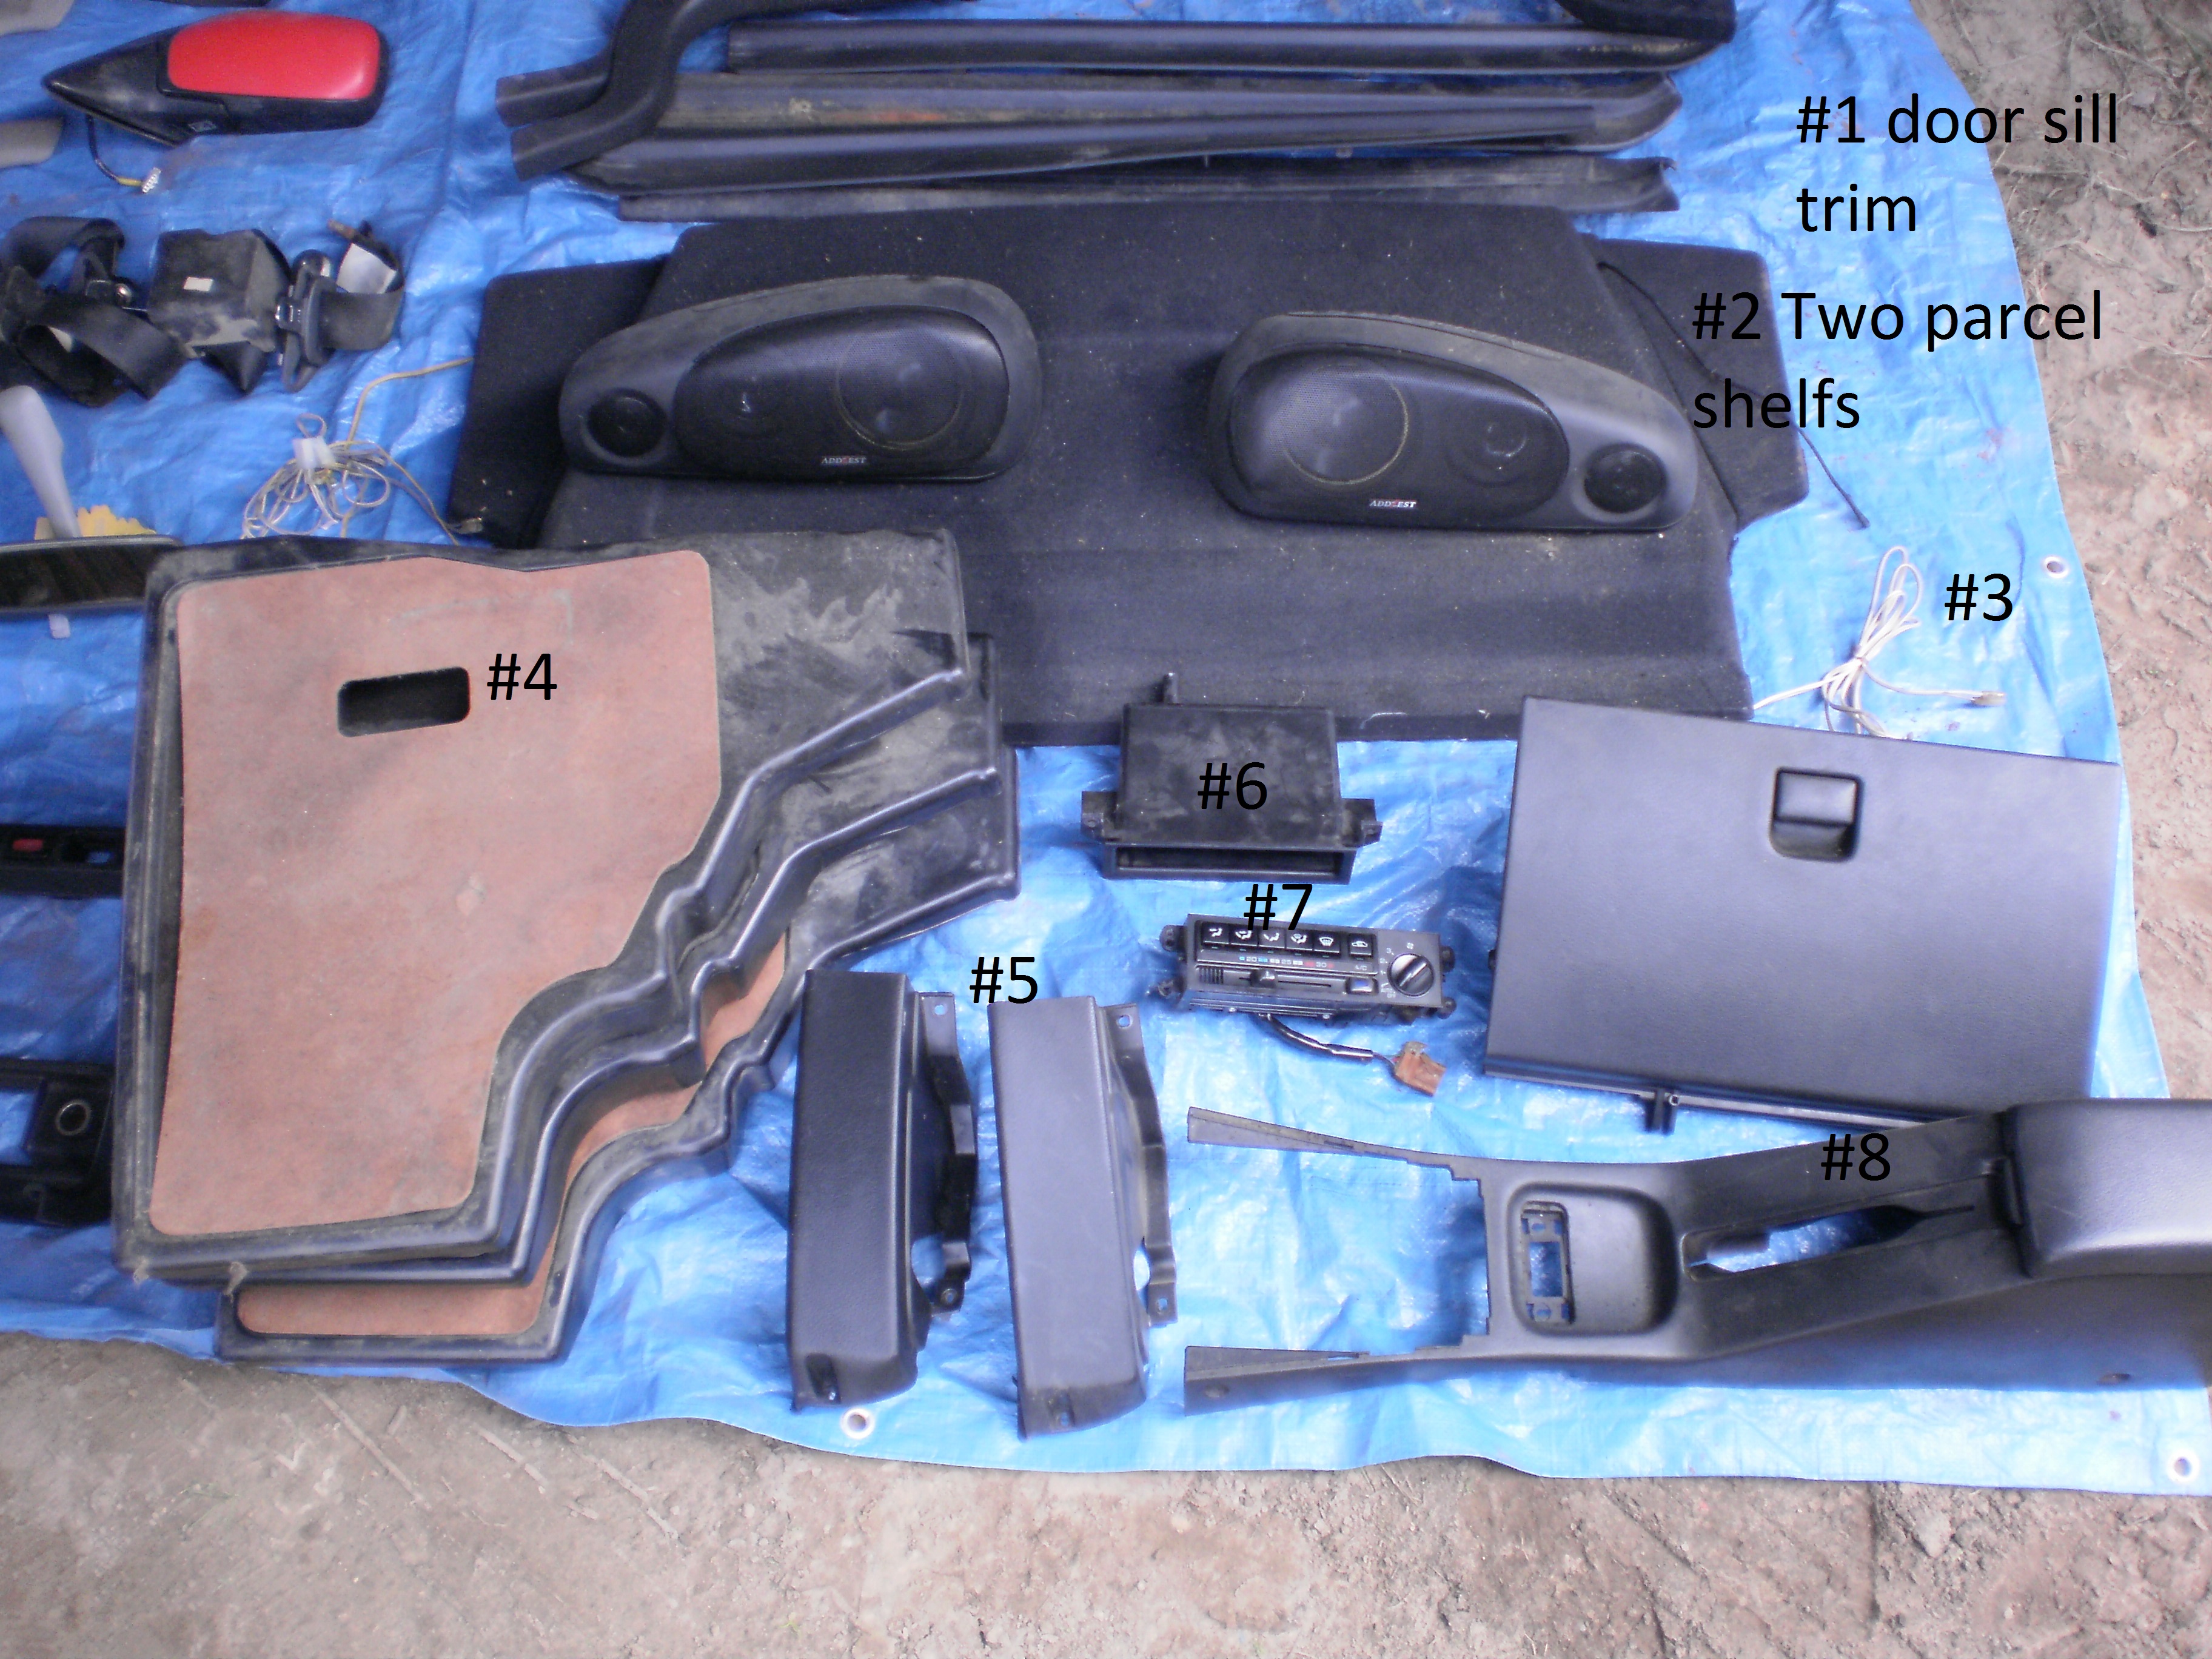 #1 door sill
trim
#2 Two parcel
shelfs
ADDZEST
ADDZEST
#3
#4
#6
#7
#5
#8